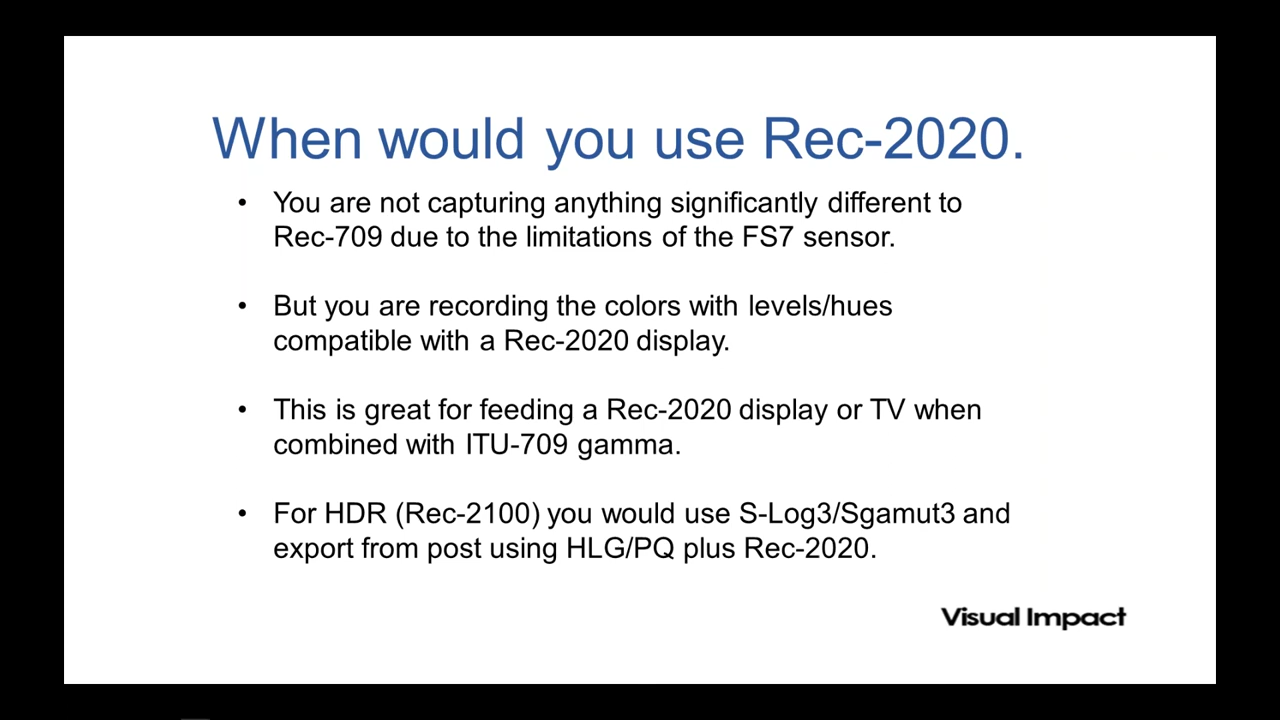 When would you use Rec-2020.
• You are not capturing anything significantly different to
Rec-709 due to the limitations of the FS7 sensor.
• But you are recording the colors with levels/hues
compatible with a Rec-2020 display.
• This is great for feeding a Rec-2020 display or TV when
combined with ITU-709 gamma.
• For HDR (Rec-2100) you would use S-Log3/Sgamut3 and
export from post using HLG/PQ plus Rec-2020.
Visual Impact